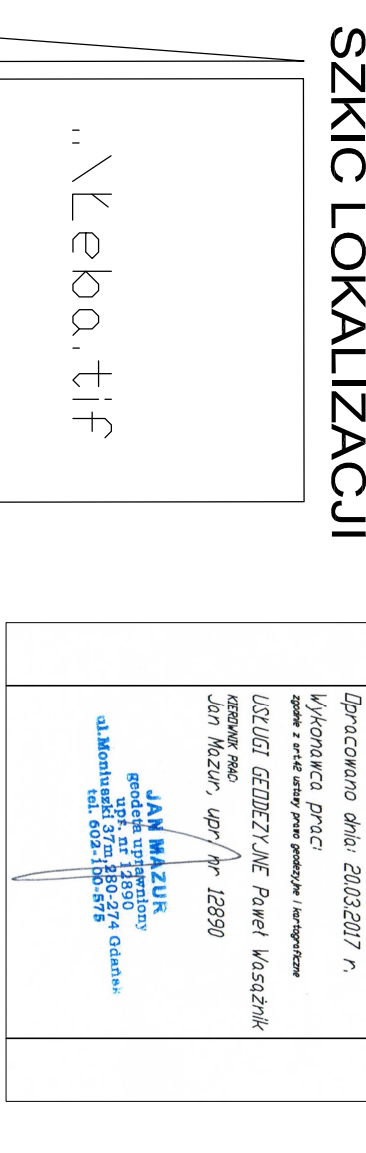 SZKIC LOKALIZACJI
..\Łeba.tif
Opracowano dnia: 20.03.2017 r.
Wykonawca prac:
zgodnie z art.42 ustawy prawo geodezyjne i kartograficzne
USŁUGI GEODEZYJNE Paweł Wasążnik
KIEROWNIK PRAC:
Jan Mazur, upr. nr 12890
JAN MAZUR
geodeta uprawniony
upr. nr 12890
ul.Moniuszki 37m,2 80-274 Gdańsk
tel. 602-100-575